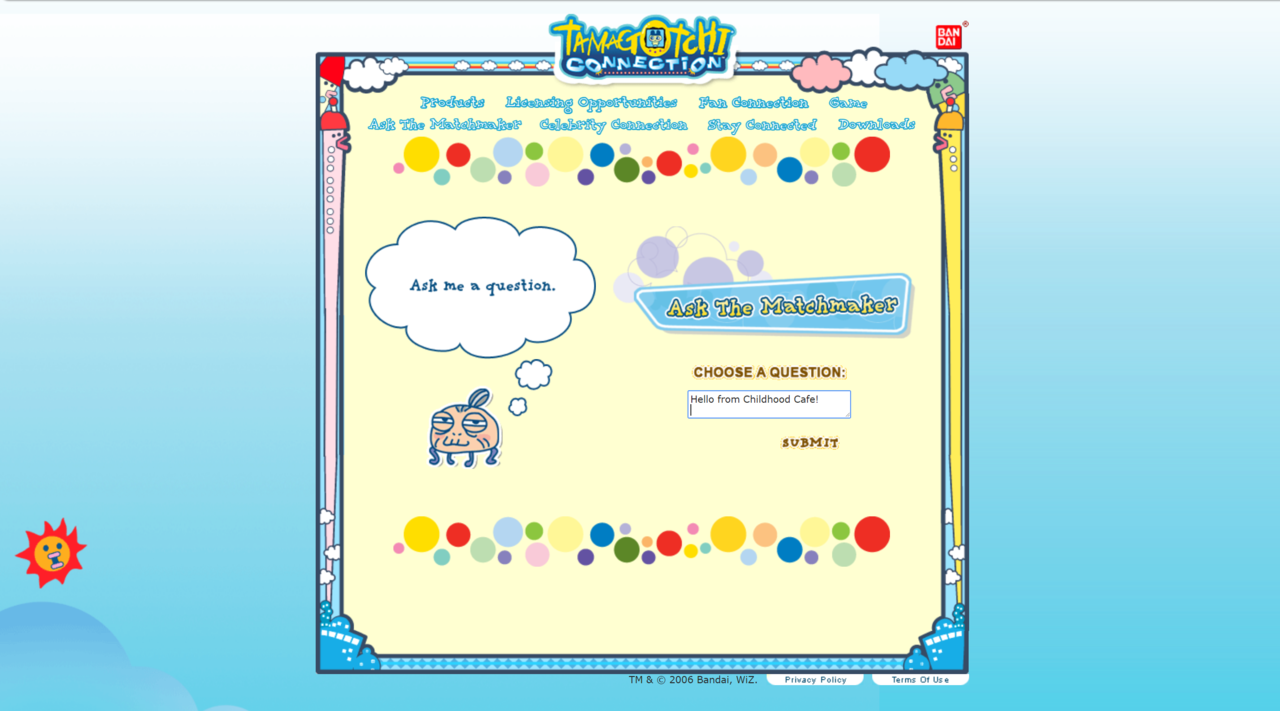 TAMAGOTCHI
CONNECTION
BAN
DAI
®
Products Licensing Opportunities Fan Connection Game
Ask The Matchmaker Celebrity Connection Stay Connected Downloads
Ask me a question.
Ask The Matchmaker
CHOOSE A QUESTION:
Hello from Childhood Cafe!
SUBMIT
TM & © 2006 Bandai, WiZ. Privacy Policy Terms Of Use